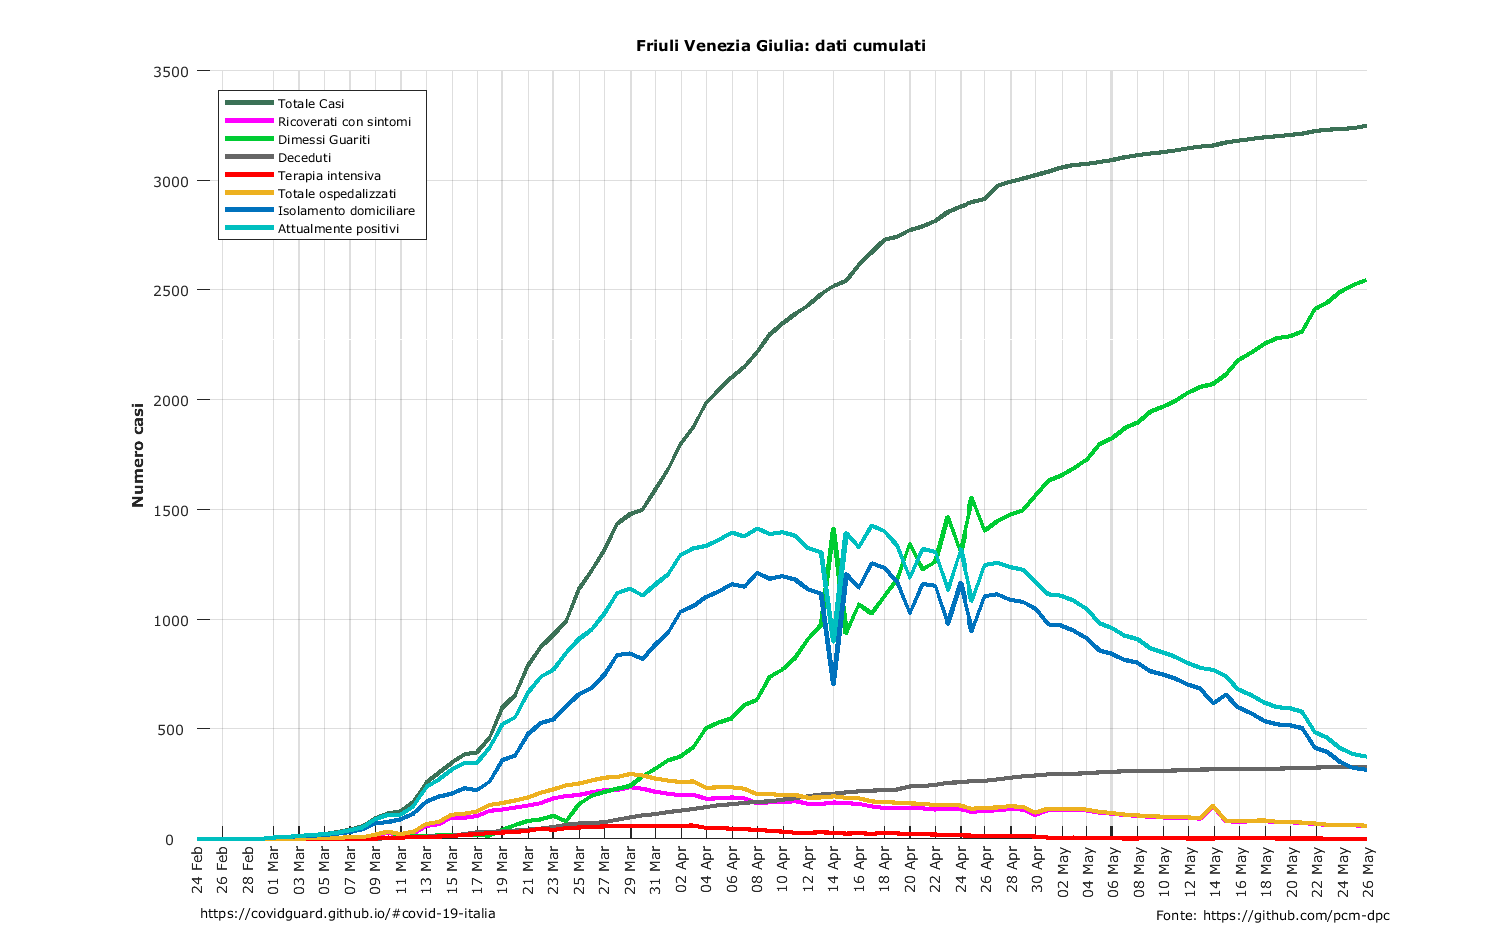 Friuli Venezia Giulia: dati cumulati
3500
3000
2500
2000
1500
1000
500
0
Numero casi
Totale Casi
Ricoverati con sintomi
Dimessi Guariti
Deceduti
Terapia intensiva
Totale ospedalizzati
Isolamento domiciliare
Attualmente positivi
24 Feb
26 Feb
28 Feb
01 Mar
03 Mar
05 Mar
07 Mar
09 Mar
11 Mar
13 Mar
15 Mar
17 Mar
19 Mar
21 Mar
23 Mar
25 Mar
27 Mar
29 Mar
31 Mar
02 Apr
04 Apr
06 Apr
08 Apr
10 Apr
12 Apr
14 Apr
16 Apr
18 Apr
20 Apr
22 Apr
24 Apr
26 Apr
28 Apr
30 Apr
02 May
04 May
06 May
08 May
10 May
12 May
14 May
16 May
18 May
20 May
22 May
24 May
26 May
https://covidguard.github.io/#covid-19-italia
Fonte: https://github.com/pcm-dpc